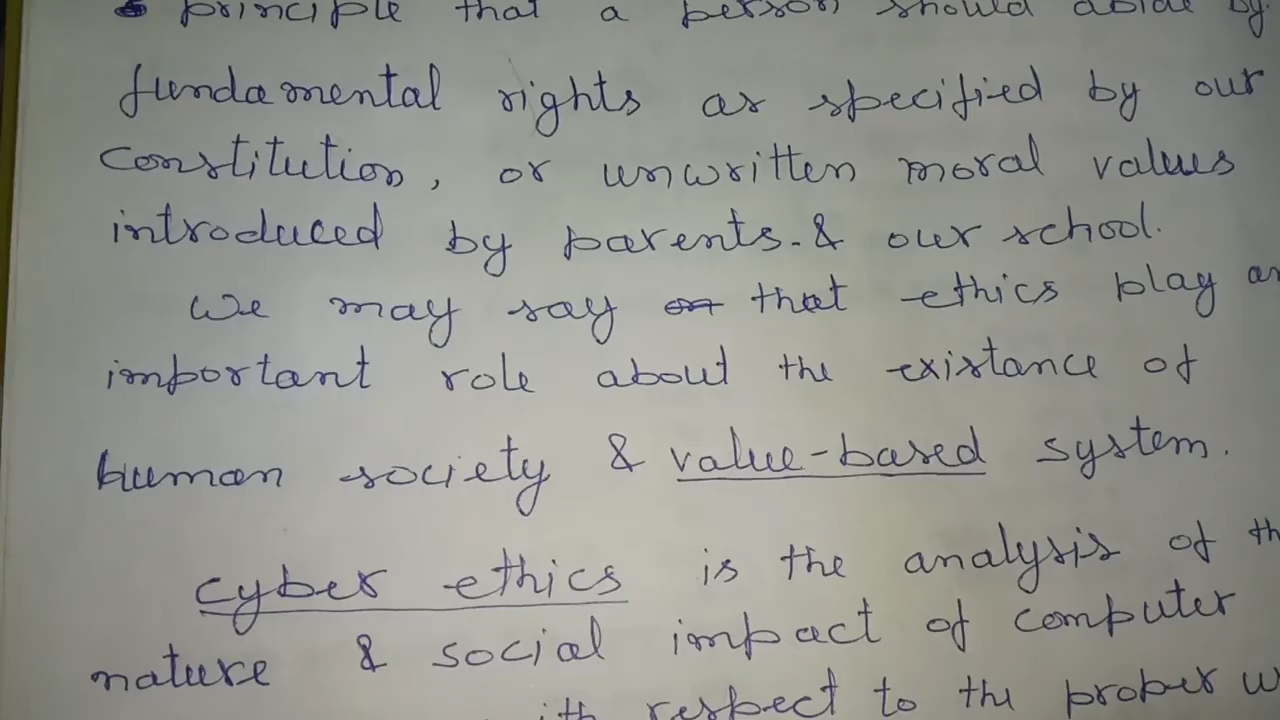 principle that a person should abide by
fundamental rights as specified by our
constitution, or unwritten moral values
introduced by parents. & our school.
We may say that ethics play an
important role about the existance of
human society & value-based system.
Cyber ethics is the analysis of
nature & social impact of computer
respect to the proper